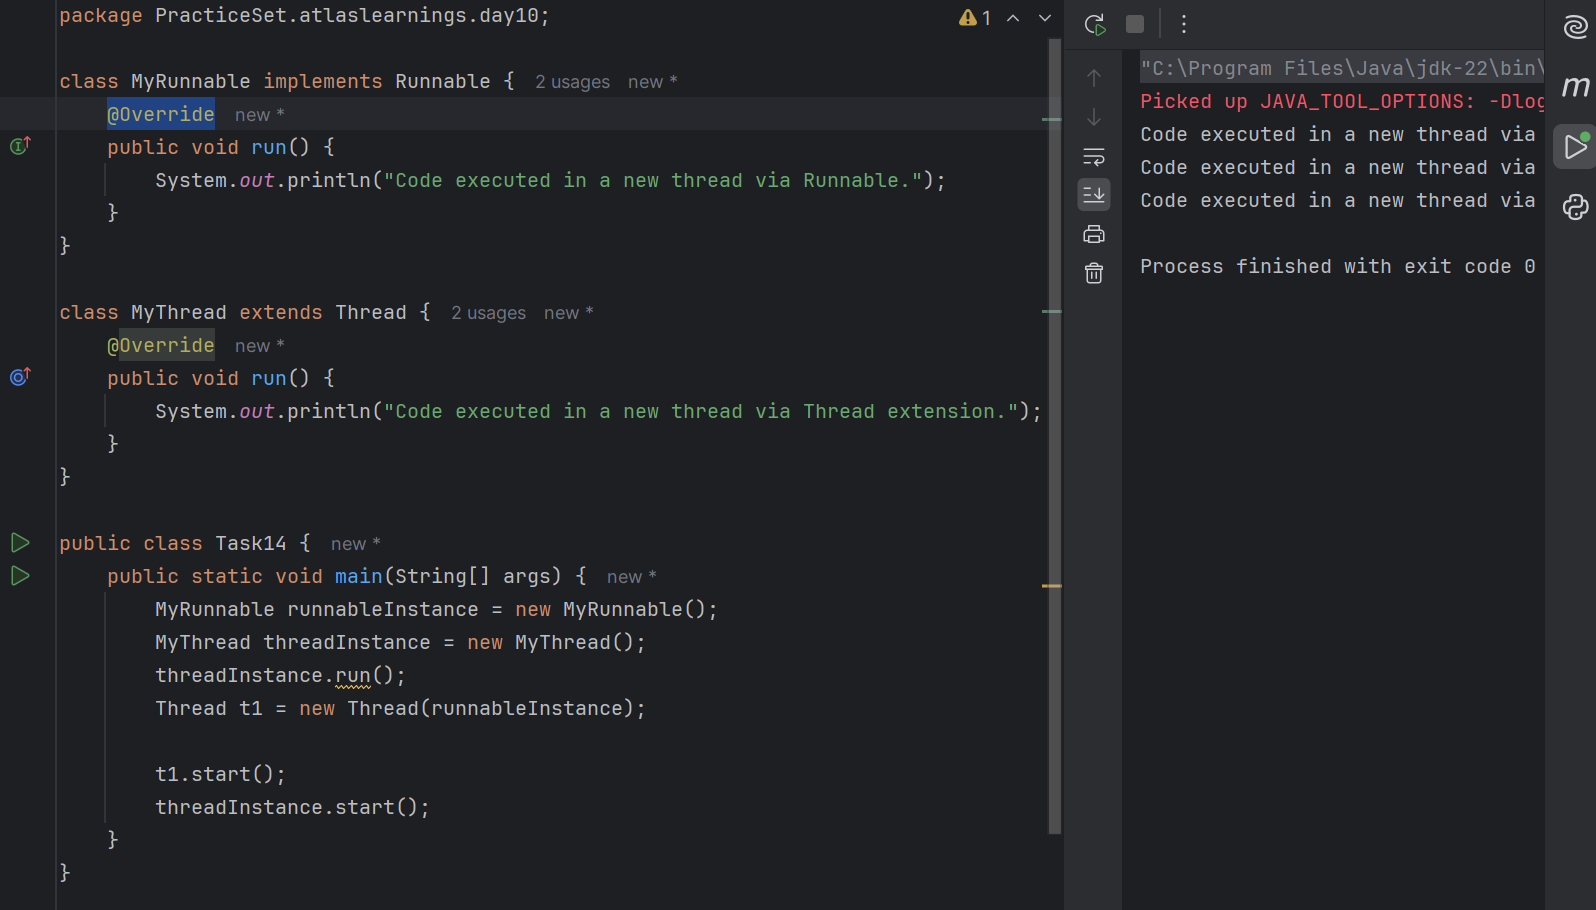 package PracticeSet.atlaslearnings.day10;
1
class MyRunnable implements Runnable { 2 usages new *
@Override new *
public void run() {
System.out.println("Code executed in a new thread via Runnable.");
}
}
class MyThread extends Thread { 2 usages new *
@Override new *
public void run() {
System.out.println("Code executed in a new thread via Thread extension.");
}
}
public class Task14 { new *
public static void main(String[] args) { new *
MyRunnable runnableInstance = new MyRunnable();
MyThread threadInstance = new MyThread();
threadInstance.run();
Thread t1 = new Thread(runnableInstance);
t1.start();
threadInstance.start();
}
}
"C:\Program Files\Java\jdk-22\bin\
Picked up JAVA_TOOL_OPTIONS: -Dlog
Code executed in a new thread via
Code executed in a new thread via
Code executed in a new thread via
Process finished with exit code 0
m